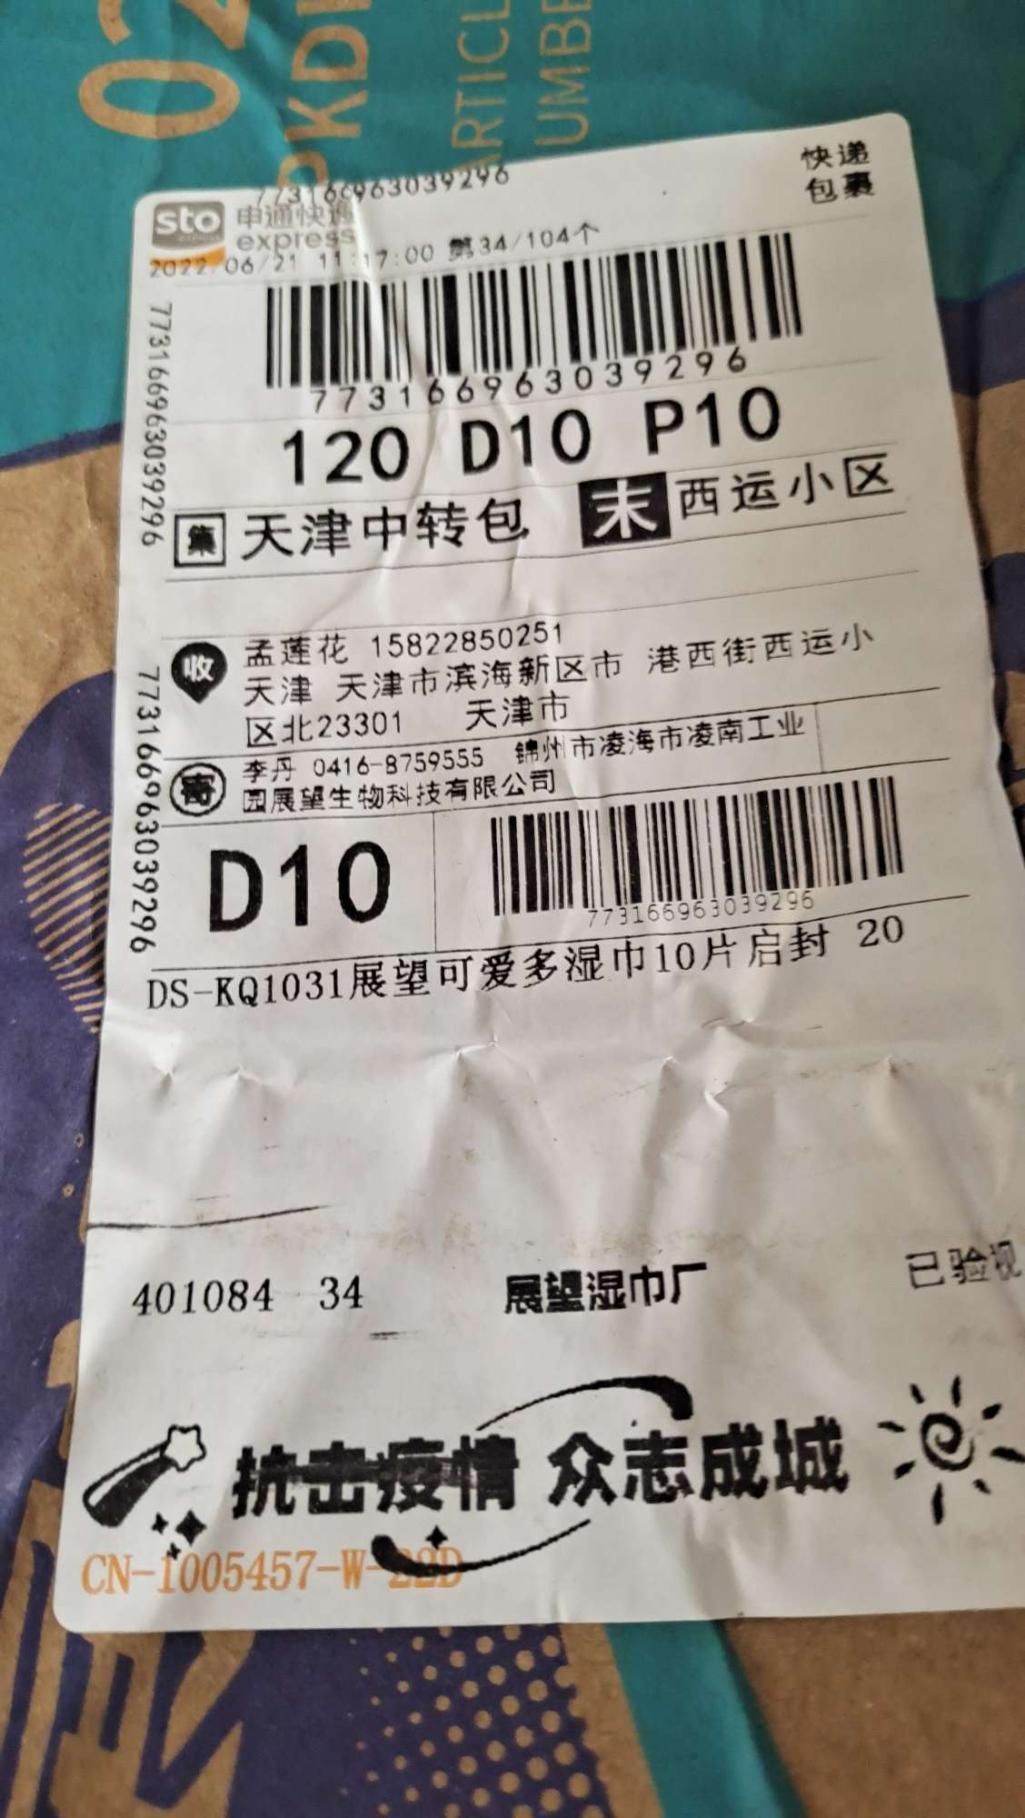 02
PKDI
ARTICL
UMBE
快递
包裹
773166963039296
sto
申通快递
express
2022/06/21 11:17:00 第34/104个
773166963039296
773166963039296
120 D10 P10
集 天津中转包 末 西运小区
收 孟莲花 15822850251
天津 天津市滨海新区市 港西街西运小
区北23301 天津市
773166963039296
寄 李丹 0416-8759555 锦州市凌海市凌南工业
园展望生物科技有限公司
D10
773166963039296
DS-KQ1031展望可爱多湿巾10片启封 20
401084 34 展望湿巾厂 已验视
抗击疫情 众志成城
CN-1005457-W-22D